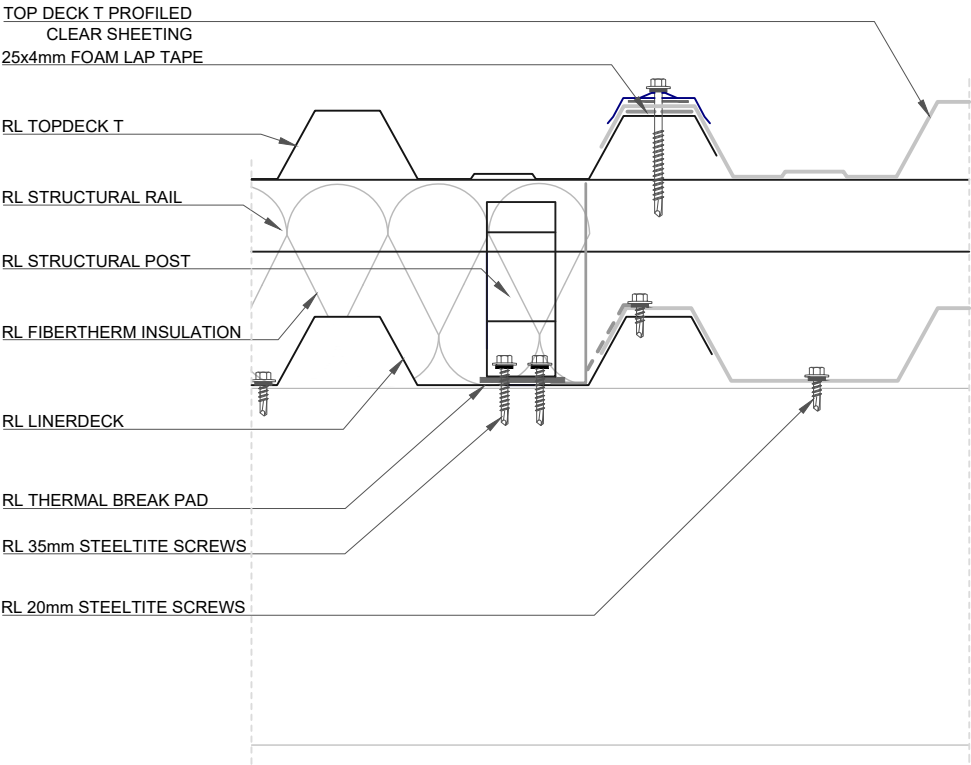 TOP DECK T PROFILED
CLEAR SHEETING
25x4mm FOAM LAP TAPE
RL TOPDECK T
RL STRUCTURAL RAIL
RL STRUCTURAL POST
RL FIBERTHERM INSULATION
RL LINERDECK
RL THERMAL BREAK PAD
RL 35mm STEELTITE SCREWS
RL 20mm STEELTITE SCREWS